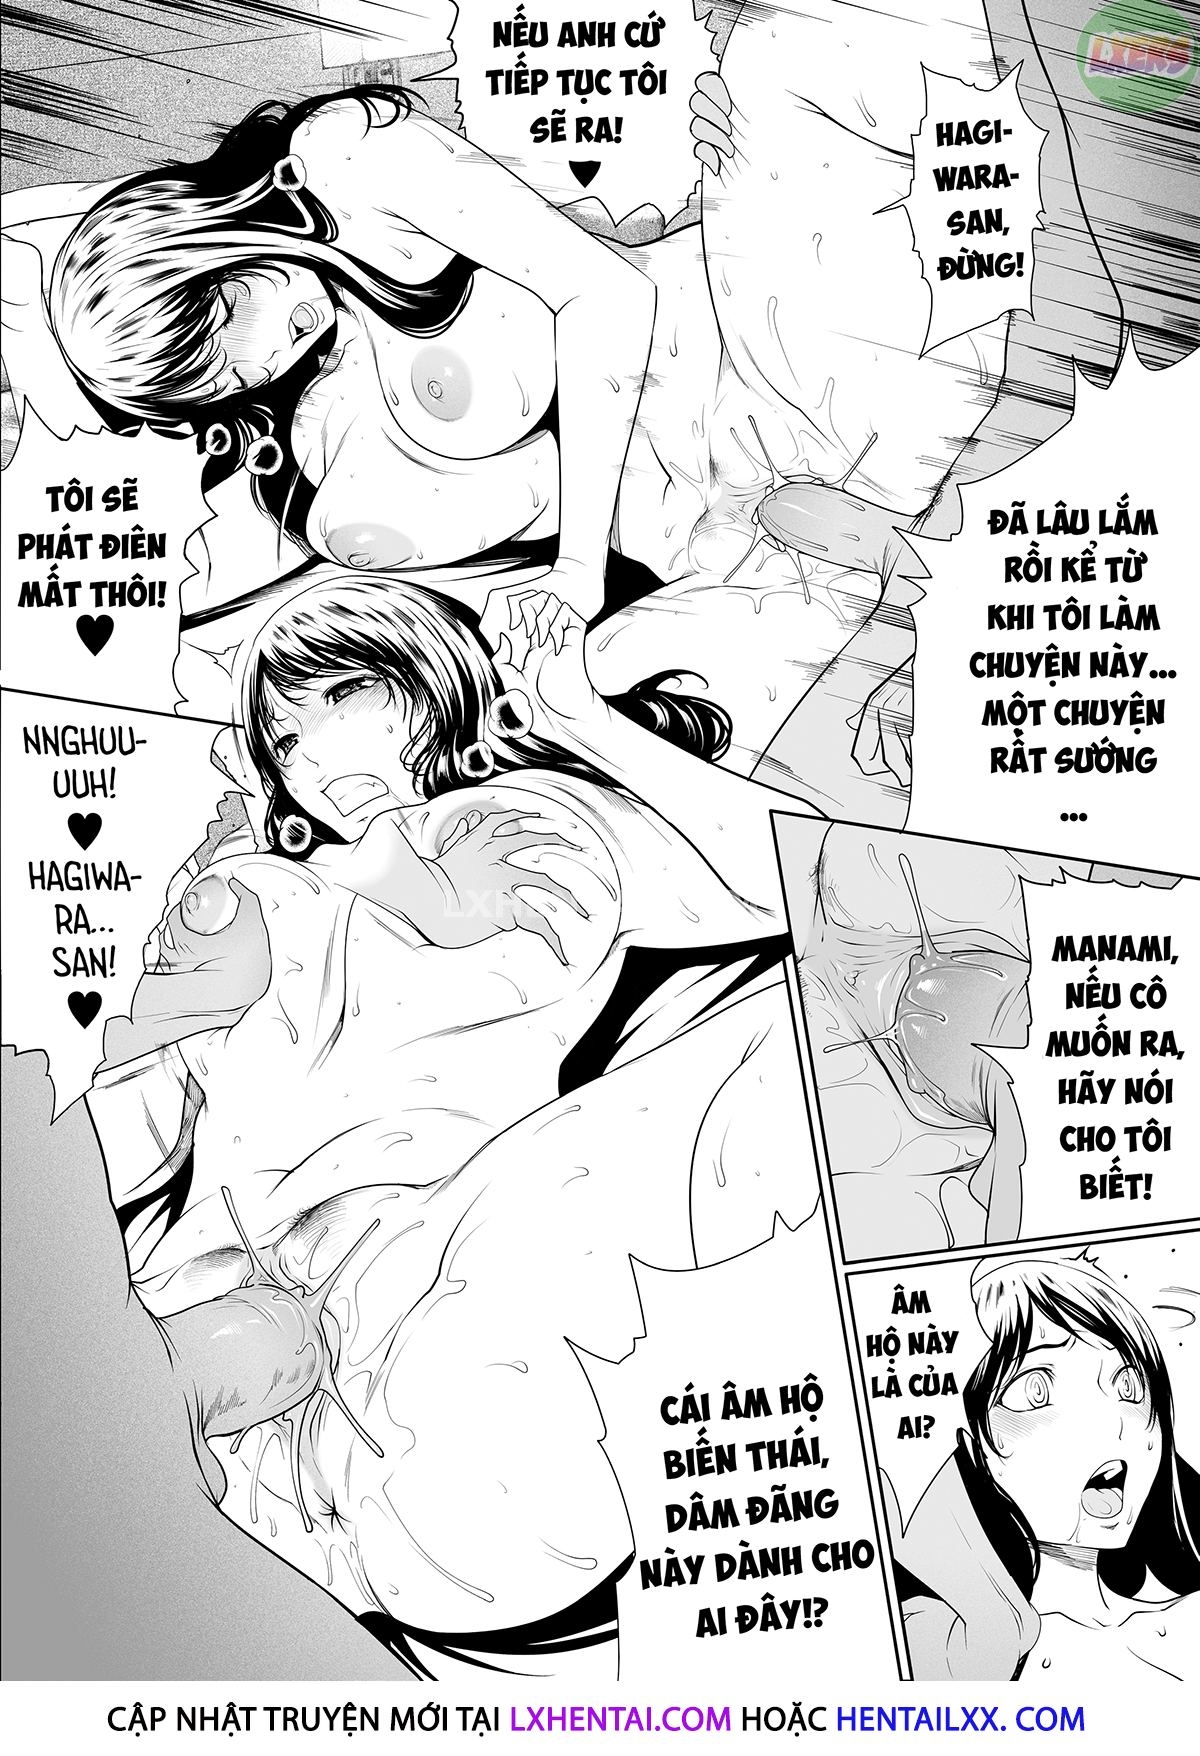 LXERS
HAGI-
WARA-
SAN,
ĐỪNG!
NẾU ANH CỨ
TIẾP TỤC TÔI
SẼ RA!
♥
ĐÃ LÂU LẮM
RỒI KỂ TỪ
KHI TÔI LÀM
CHUYỆN NÀY...
MỘT CHUYỆN
RẤT SƯỚNG
...
TÔI SẼ
PHÁT ĐIÊN
MẤT THÔI!
♥
MANAMI,
NẾU CÔ
MUỐN RA,
HÃY NÓI
CHO TÔI
BIẾT!
NNGHUU-
UUH!
♥
HAGIWA-
RA...
SAN!
♥
CÁI ÂM HỘ
BIẾN THÁI,
DÂM ĐÃNG
NÀY DÀNH CHO
AI ĐÂY!?
ÂM
HỘ NÀY
LÀ CỦA
AI?
CẬP NHẬT TRUYỆN MỚI TẠI LXHENTAI.COM HOẶC HENTAILXX. COM